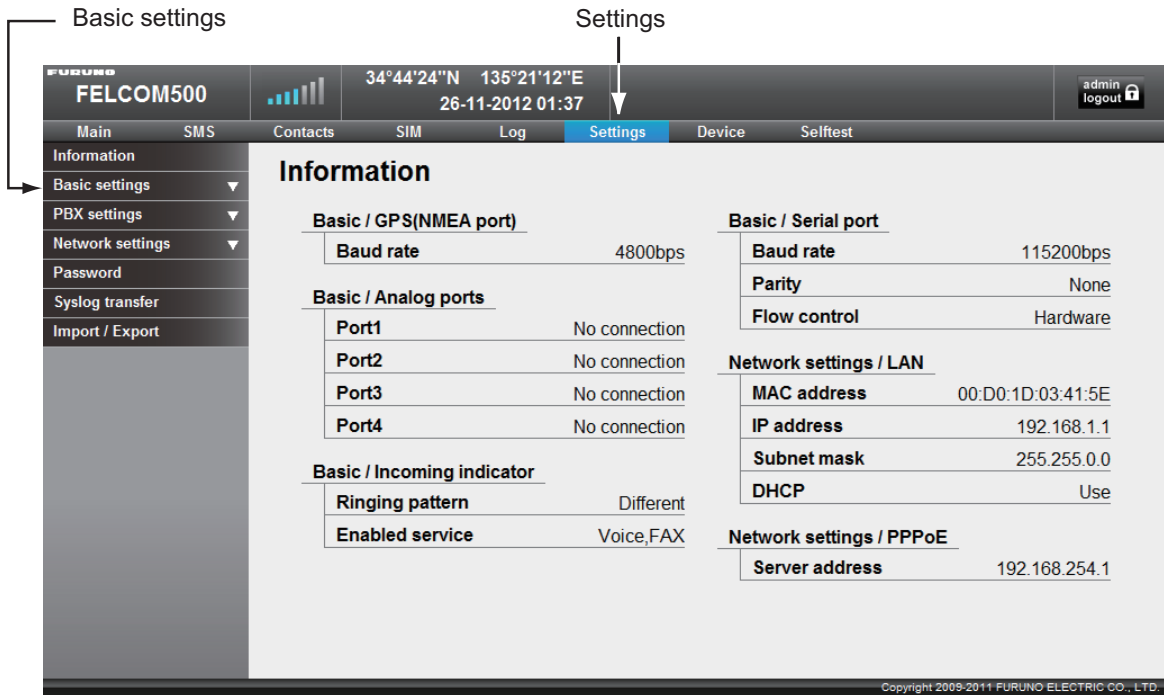 Basic settings
Settings
FURUNO
FELCOM500
34°44'24"N 135°21'12"E
26-11-2012 01:37
admin
logout
Main SMS Contacts SIM Log Settings Device Selftest
Information
Basic settings
PBX settings
Network settings
Password
Syslog transfer
Import / Export
Information
Basic / GPS(NMEA port)
Baud rate 4800bps
Basic / Analog ports
Port1 No connection
Port2 No connection
Port3 No connection
Port4 No connection
Basic / Incoming indicator
Ringing pattern Different
Enabled service Voice,FAX
Basic / Serial port
Baud rate 115200bps
Parity None
Flow control Hardware
Network settings / LAN
MAC address 00:D0:1D:03:41:5E
IP address 192.168.1.1
Subnet mask 255.255.0.0
DHCP Use
Network settings / PPPoE
Server address 192.168.254.1
Copyright 2009-2011 FURUNO ELECTRIC CO., LTD.